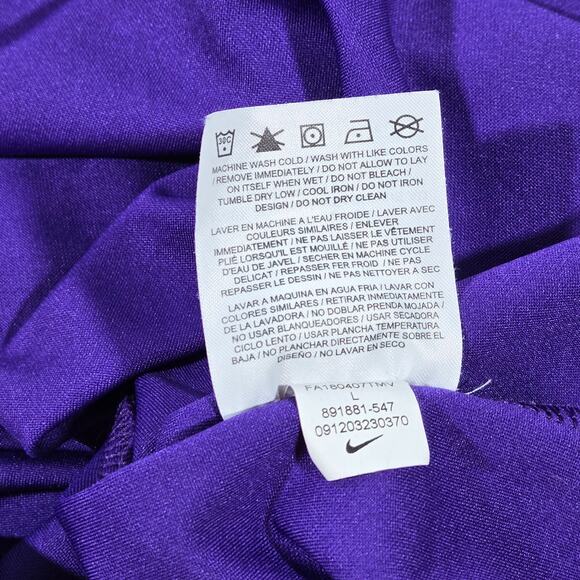 30C
MACHINE WASH COLD / WASH WITH LIKE COLORS
/ REMOVE IMMEDIATELY / DO NOT ALLOW TO LAY
ON ITSELF WHEN WET / DO NOT BLEACH /
TUMBLE DRY LOW / COOL IRON / DO NOT IRON
DESIGN / DO NOT DRY CLEAN
LAVER EN MACHINE A L'EAU FROIDE / LAVER AVEC
COULEURS SIMILAIRES / ENLEVER
IMMEDIATEMENT / NE PAS LAISSER LE VÊTEMENT
PLIÉ LORSQU'IL EST MOUILLÉ / NE PAS UTILISER
D'EAU DE JAVEL / SECHER EN MACHINE CYCLE
DELICAT / REPASSER FER FROID / NE PAS
REPASSER LE DESSIN / NE PAS NETTOYER A SEC
LAVAR A MAQUINA EN AGUA FRIA / LAVAR CON
COLORES SIMILARES / RETIRAR INMEDIATAMENTE
DE LA LAVADORA / NO DOBLAR PRENDA MOJADA /
NO USAR BLANQUEADORES / USAR SECADORA
CICLO LENTO / USAR PLANCHA TEMPERATURA
BAJA / NO PLANCHAR DIRECTAMENTE SOBRE EL
DISEÑO / NO LAVAR EN SECO
FA180407TMV
L
891881-547
091203230370